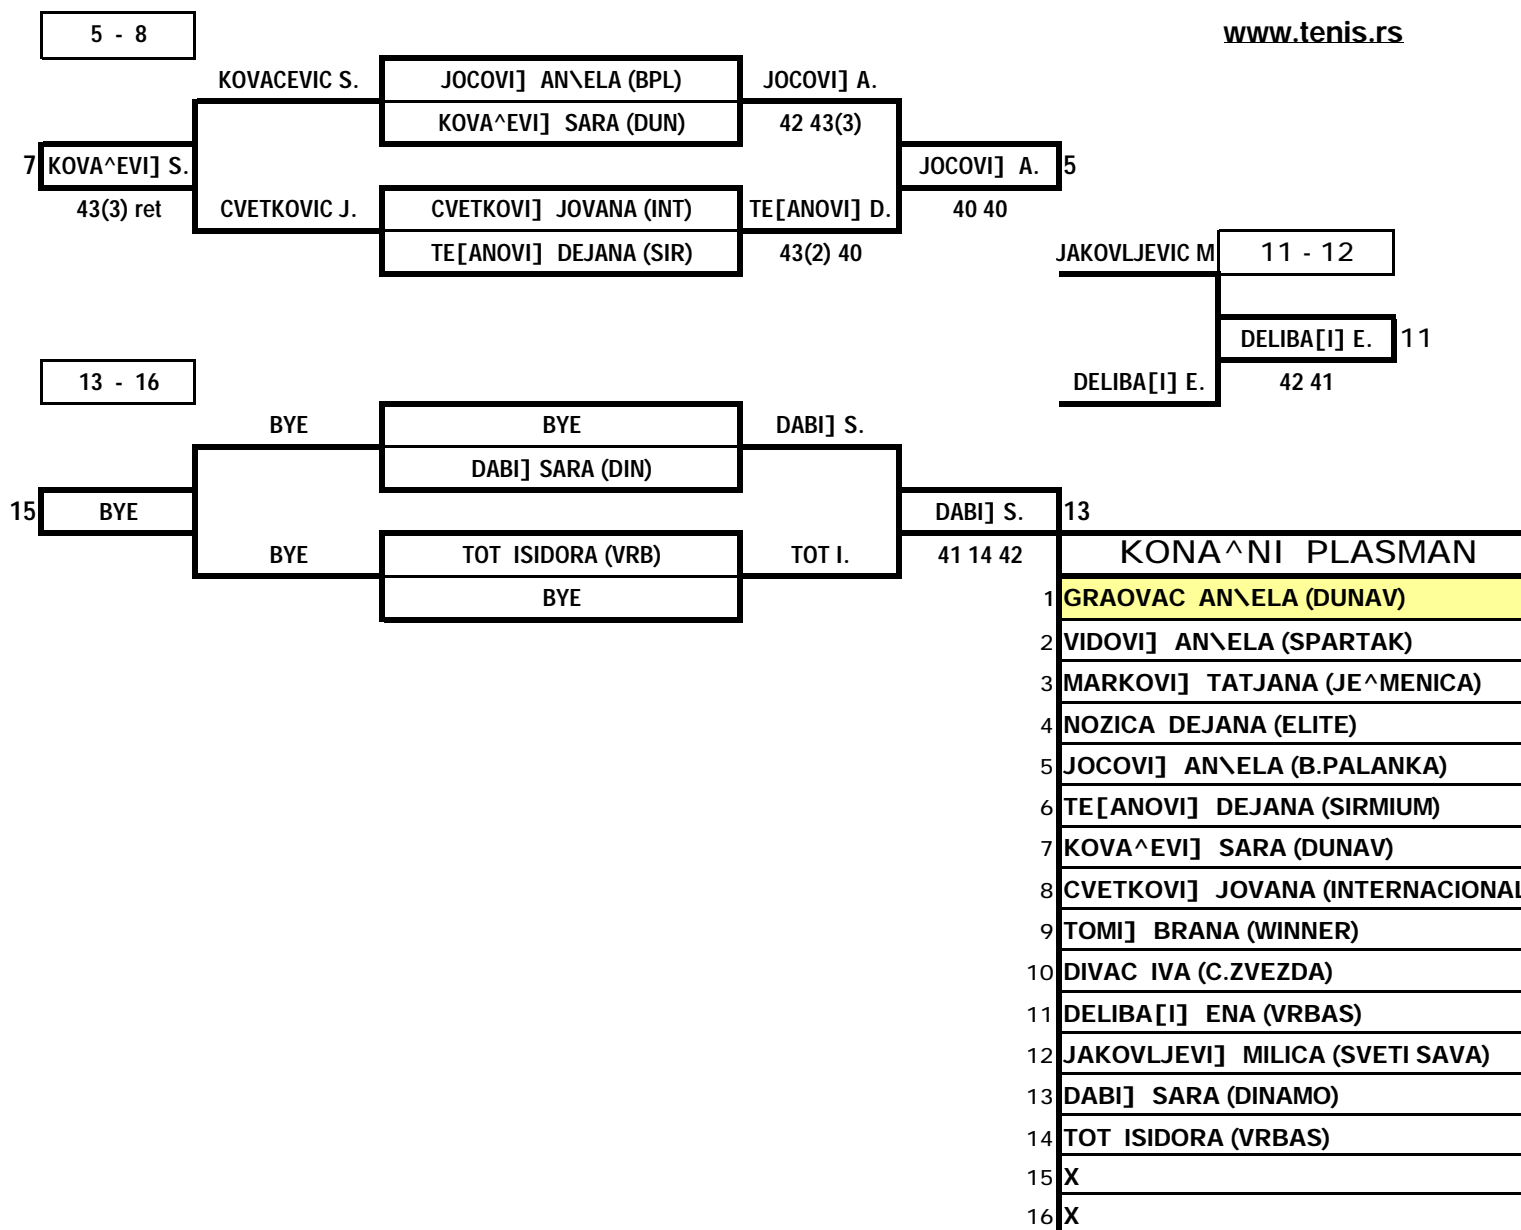 5 - 8
www.tenis.rs
KOVACEVIC S. JOCOVI] AN\ELA (BPL) JOCOVI] A.
KOVA^EVI] SARA (DUN) 42 43(3)
7 KOVA^EVI] S. JOCOVI] A. 5
43(3) ret CVETKOVIC J. CVETKOVI] JOVANA (INT) TE[ANOVI] D. 40 40
TE[ANOVI] DEJANA (SIR) 43(2) 40 JAKOVLJEVIC M 11 - 12
DELIBA[I] E. 11
13 - 16 DELIBA[I] E. 42 41
BYE BYE DABI] S.
DABI] SARA (DIN)
15 BYE DABI] S. 13
BYE TOT ISIDORA (VRB) TOT I. 41 14 42 KONA^NI PLASMAN
BYE
1 GRAOVAC AN\ELA (DUNAV)
2 VIDOVI] AN\ELA (SPARTAK)
3 MARKOVI] TATJANA (JE^MENICA)
4 NOZICA DEJANA (ELITE)
5 JOCOVI] AN\ELA (B.PALANKA)
6 TE[ANOVI] DEJANA (SIRMIUM)
7 KOVA^EVI] SARA (DUNAV)
8 CVETKOVI] JOVANA (INTERNACIONAL
9 TOMI] BRANA (WINNER)
10 DIVAC IVA (C.ZVEZDA)
11 DELIBA[I] ENA (VRBAS)
12 JAKOVLJEVI] MILICA (SVETI SAVA)
13 DABI] SARA (DINAMO)
14 TOT ISIDORA (VRBAS)
15 X
16 X